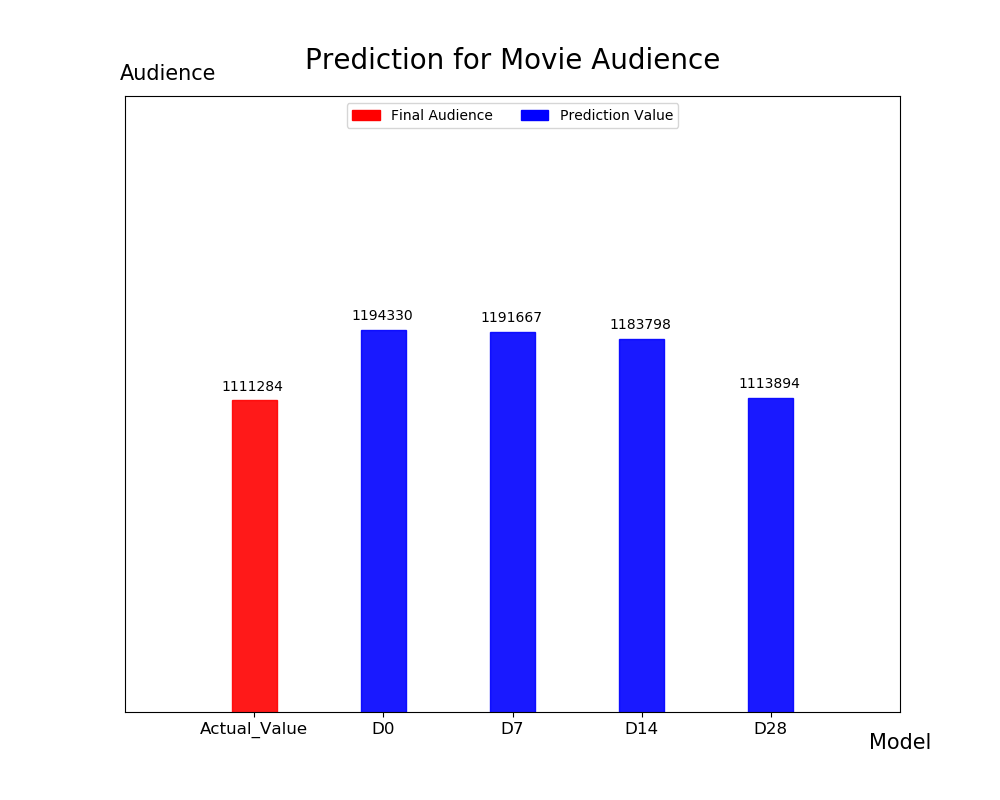 Prediction for Movie Audience
Audience
Final Audience Prediction Value
1194330
1191667
1183798
1113894
1111284
Actual_Value D0 D7 D14 D28
Model